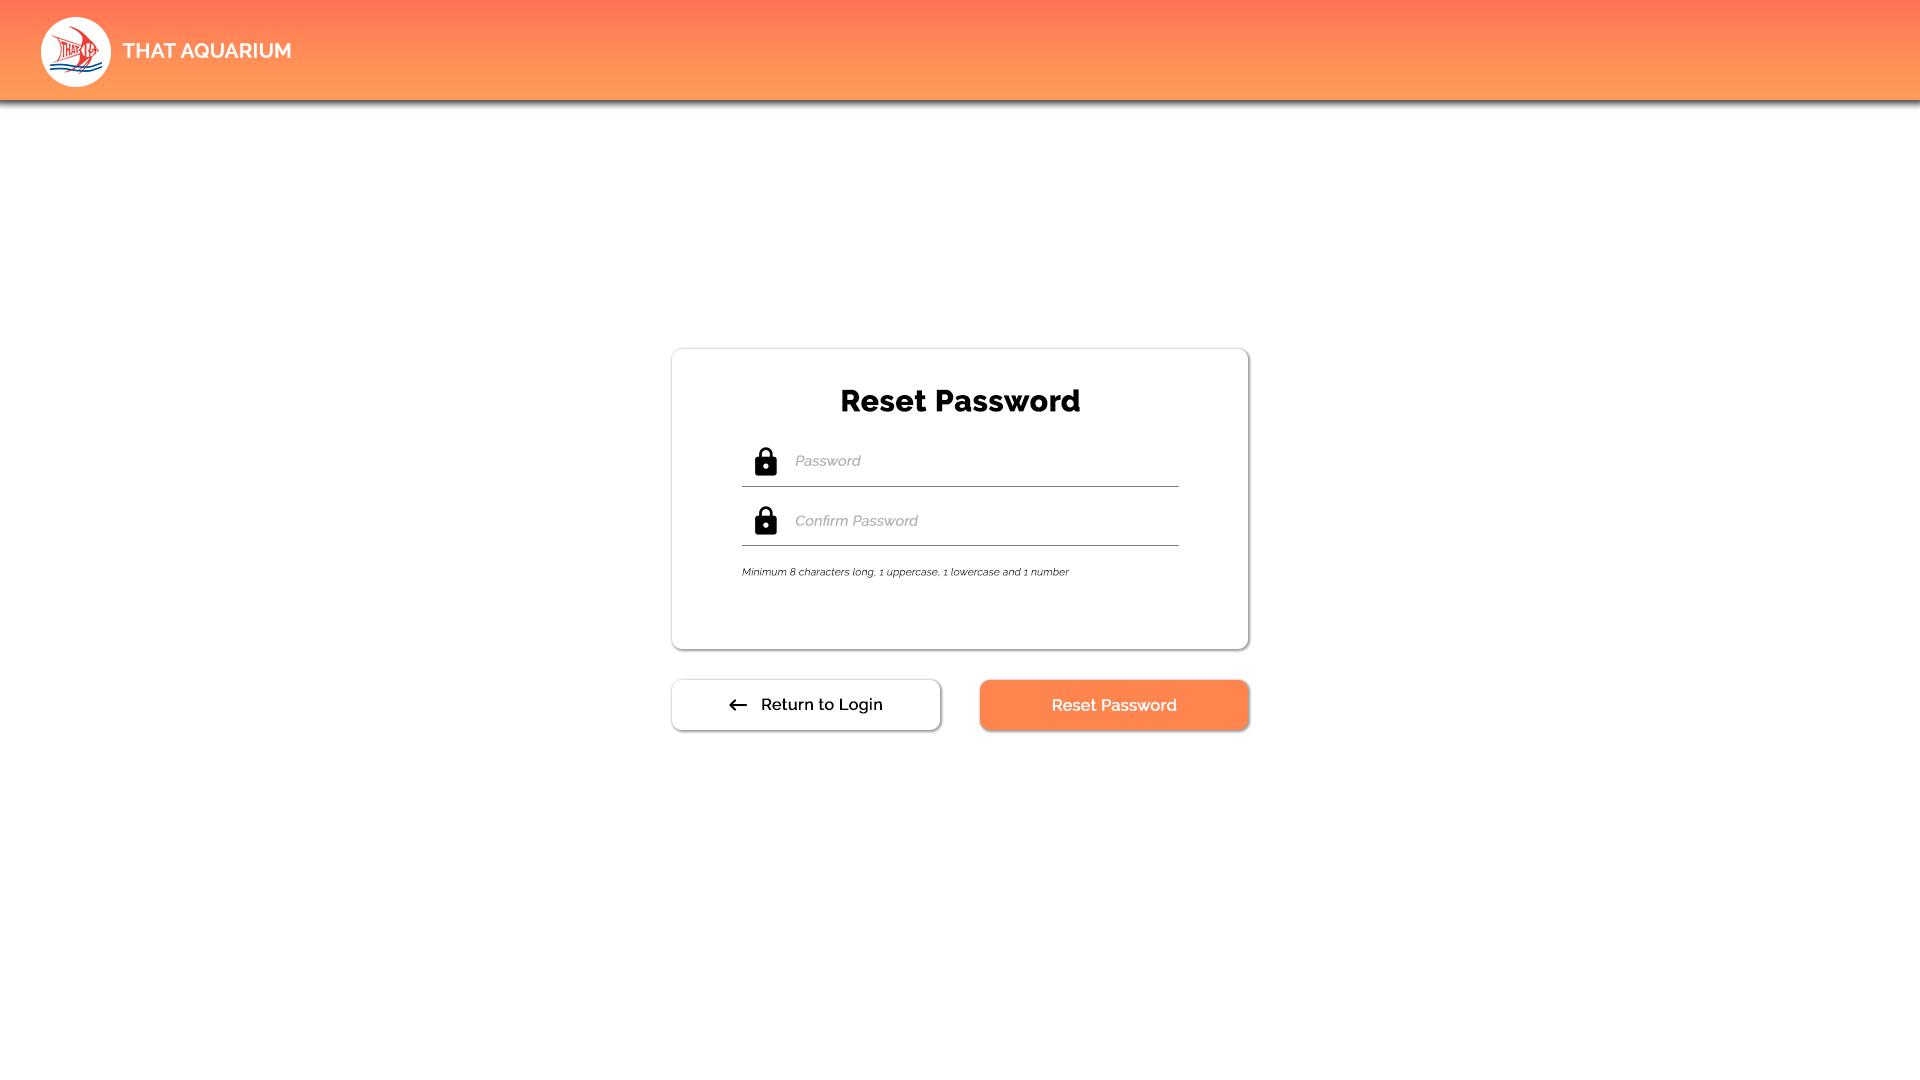 THAT
THAT AQUARIUM
Reset Password
Password
Confirm Password
Minimum 8 characters long, 1 uppercase, 1 lowercase and 1 number
Return to Login
Reset Password